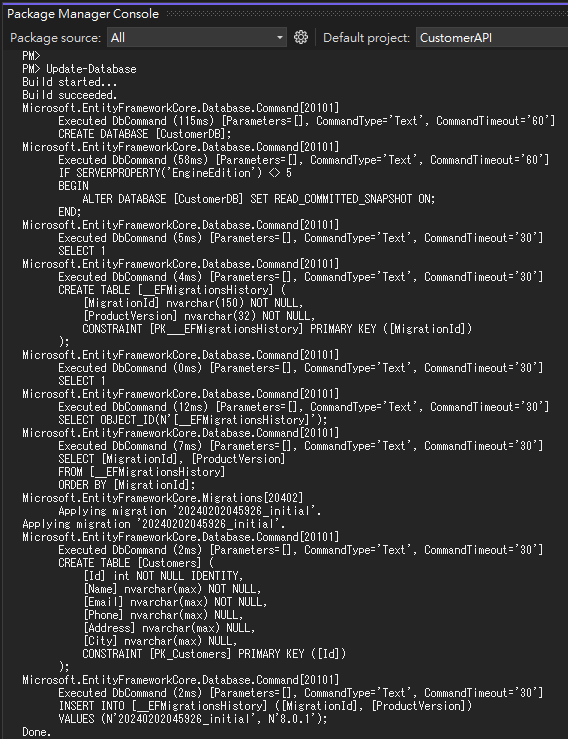 Package Manager Console
Package source: All Default project: CustomerAPI
PM>
PM> Update-Database
Build started...
Build succeeded.
Microsoft.EntityFrameworkCore.Database.Command[20101]
Executed DbCommand (115ms) [Parameters=[], CommandType='Text', CommandTimeout='60']
CREATE DATABASE [CustomerDB];
Microsoft.EntityFrameworkCore.Database.Command[20101]
Executed DbCommand (58ms) [Parameters=[], CommandType='Text', CommandTimeout='60']
IF SERVERPROPERTY('EngineEdition') <> 5
BEGIN
ALTER DATABASE [CustomerDB] SET READ_COMMITTED_SNAPSHOT ON;
END;
Microsoft.EntityFrameworkCore.Database.Command[20101]
Executed DbCommand (5ms) [Parameters=[], CommandType='Text', CommandTimeout='30']
SELECT 1
Microsoft.EntityFrameworkCore.Database.Command[20101]
Executed DbCommand (4ms) [Parameters=[], CommandType='Text', CommandTimeout='30']
CREATE TABLE [__EFMigrationsHistory] (
[MigrationId] nvarchar(150) NOT NULL,
[ProductVersion] nvarchar(32) NOT NULL,
CONSTRAINT [PK___EFMigrationsHistory] PRIMARY KEY ([MigrationId])
);
Microsoft.EntityFrameworkCore.Database.Command[20101]
Executed DbCommand (0ms) [Parameters=[], CommandType='Text', CommandTimeout='30']
SELECT 1
Microsoft.EntityFrameworkCore.Database.Command[20101]
Executed DbCommand (12ms) [Parameters=[], CommandType='Text', CommandTimeout='30']
SELECT OBJECT_ID(N'[__EFMigrationsHistory]');
Microsoft.EntityFrameworkCore.Database.Command[20101]
Executed DbCommand (7ms) [Parameters=[], CommandType='Text', CommandTimeout='30']
SELECT [MigrationId], [ProductVersion]
FROM [__EFMigrationsHistory]
ORDER BY [MigrationId];
Microsoft.EntityFrameworkCore.Migrations[20402]
Applying migration '20240202045926_initial'.
Applying migration '20240202045926_initial'.
Microsoft.EntityFrameworkCore.Database.Command[20101]
Executed DbCommand (2ms) [Parameters=[], CommandType='Text', CommandTimeout='30']
CREATE TABLE [Customers] (
[Id] int NOT NULL IDENTITY,
[Name] nvarchar(max) NOT NULL,
[Email] nvarchar(max) NOT NULL,
[Phone] nvarchar(max) NULL,
[Address] nvarchar(max) NULL,
[City] nvarchar(max) NULL,
CONSTRAINT [PK_Customers] PRIMARY KEY ([Id])
);
Microsoft.EntityFrameworkCore.Database.Command[20101]
Executed DbCommand (2ms) [Parameters=[], CommandType='Text', CommandTimeout='30']
INSERT INTO [__EFMigrationsHistory] ([MigrationId], [ProductVersion])
VALUES (N'20240202045926_initial', N'8.0.1');
Done.